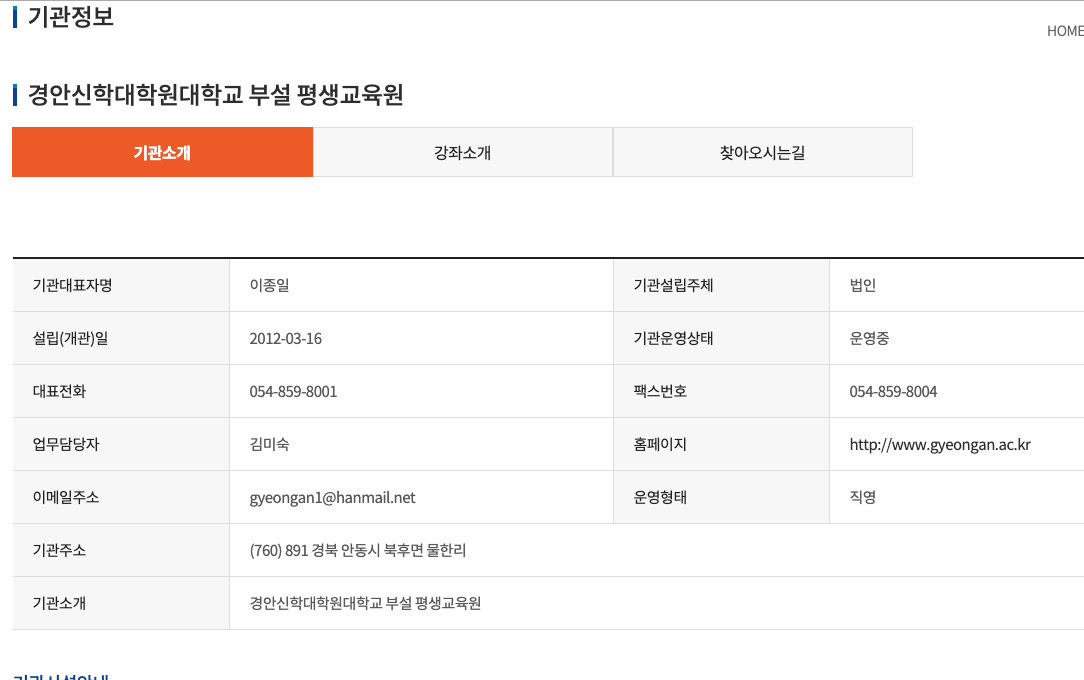 기관정보
HOME
경안신학대학원대학교 부설 평생교육원
기관소개 강좌소개 찾아오시는길
기관대표자명 이종일 기관설립주체 법인
설립(개관)일 2012-03-16 기관운영상태 운영중
대표전화 054-859-8001 팩스번호 054-859-8004
업무담당자 김미숙 홈페이지 http://www.gyeongan.ac.kr
이메일주소 gyeongan1@hanmail.net 운영형태 직영
기관주소 (760) 891 경북 안동시 북후면 물한리
기관소개 경안신학대학원대학교 부설 평생교육원